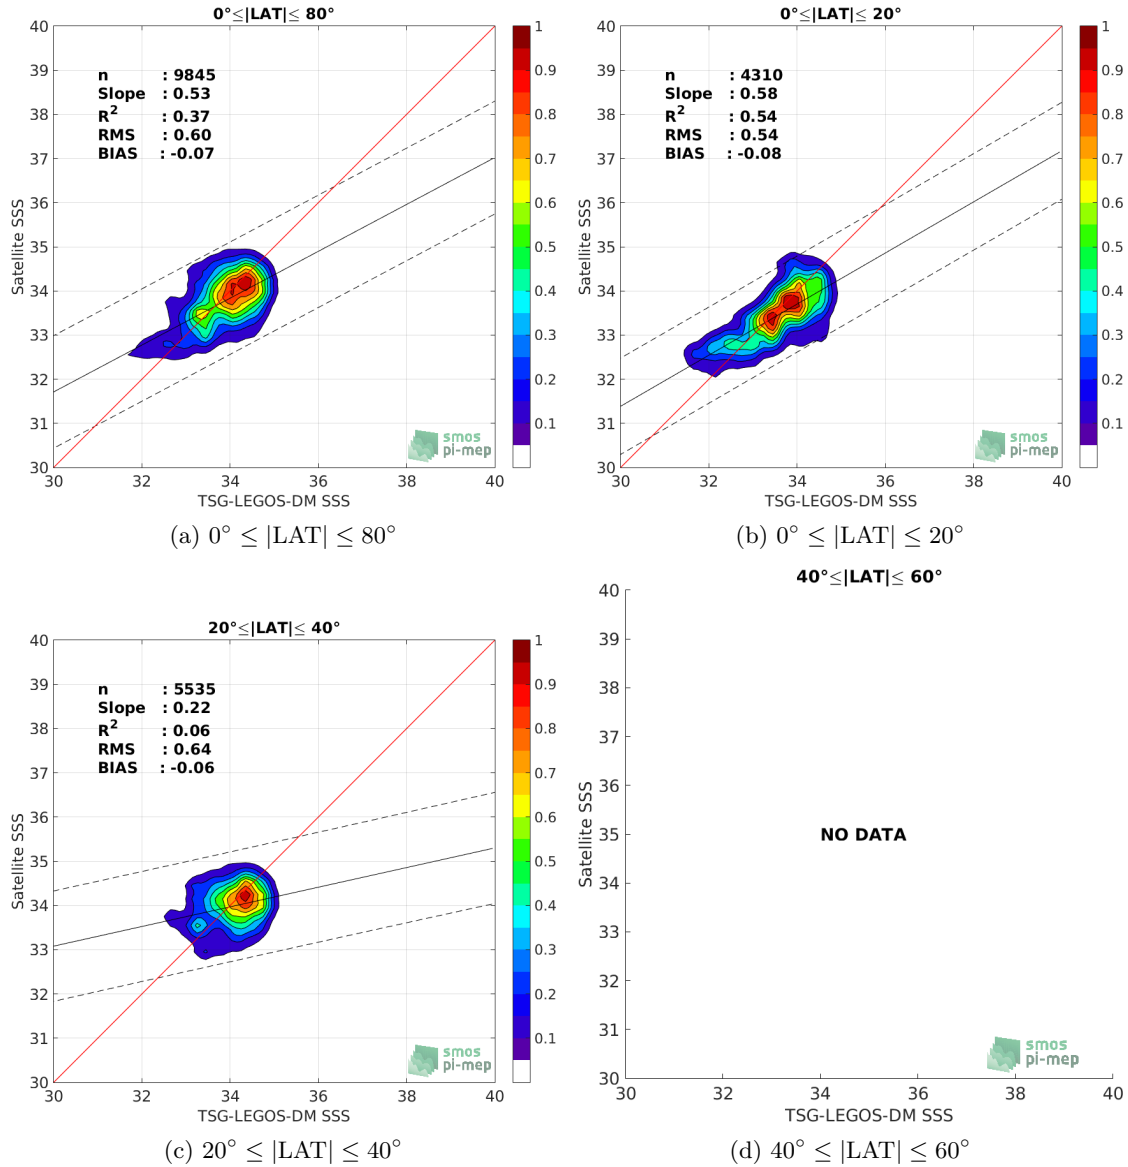 0°≤|LAT|≤ 80°
40
39
38
37
36
35
34
33
32
31
30
Satellite SSS
n : 9845
Slope : 0.53
R² : 0.37
RMS : 0.60
BIAS : -0.07
smos
pi-mep
30 32 34 36 38 40
TSG-LEGOS-DM SSS
1
0.9
0.8
0.7
0.6
0.5
0.4
0.3
0.2
0.1
(a) 0° ≤ |LAT| ≤ 80°
0°≤|LAT|≤ 20°
40
39
38
37
36
35
34
33
32
31
30
Satellite SSS
n : 4310
Slope : 0.58
R² : 0.54
RMS : 0.54
BIAS : -0.08
smos
pi-mep
30 32 34 36 38 40
TSG-LEGOS-DM SSS
1
0.9
0.8
0.7
0.6
0.5
0.4
0.3
0.2
0.1
(b) 0° ≤ |LAT| ≤ 20°
20°≤|LAT|≤ 40°
40
39
38
37
36
35
34
33
32
31
30
Satellite SSS
n : 5535
Slope : 0.22
R² : 0.06
RMS : 0.64
BIAS : -0.06
smos
pi-mep
30 32 34 36 38 40
TSG-LEGOS-DM SSS
1
0.9
0.8
0.7
0.6
0.5
0.4
0.3
0.2
0.1
(c) 20° ≤ |LAT| ≤ 40°
40°≤|LAT|≤ 60°
40
39
38
37
36
35
34
33
32
31
30
Satellite SSS
NO DATA
smos
pi-mep
30 32 34 36 38 40
TSG-LEGOS-DM SSS
(d) 40° ≤ |LAT| ≤ 60°